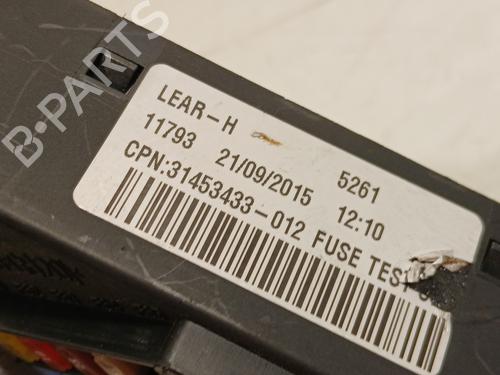 B-PARTS
LEAR-H
11793 21/09/2015 5261
CPN:31453433-012 12:10
FUSE TEST